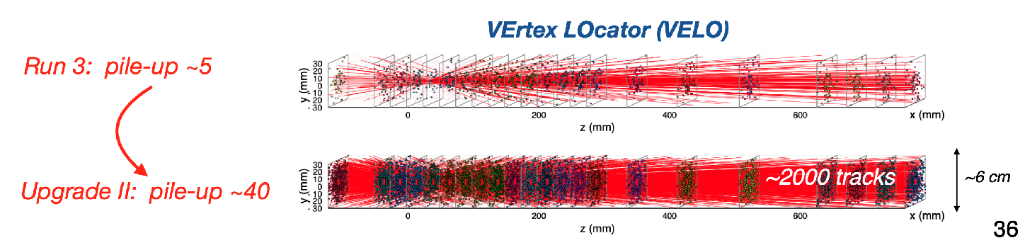 VErtex LOcator (VELO)
Run 3: pile-up ~5
y (mm)
30
20
10
0
- 10
- 20
- 30
0
200
400
600
x (mm)
z (mm)
Upgrade II: pile-up ~40
y (mm)
30
20
10
0
- 10
- 20
- 30
~2000 tracks
~6 cm
0
200
400
600
x (mm)
z (mm)
36